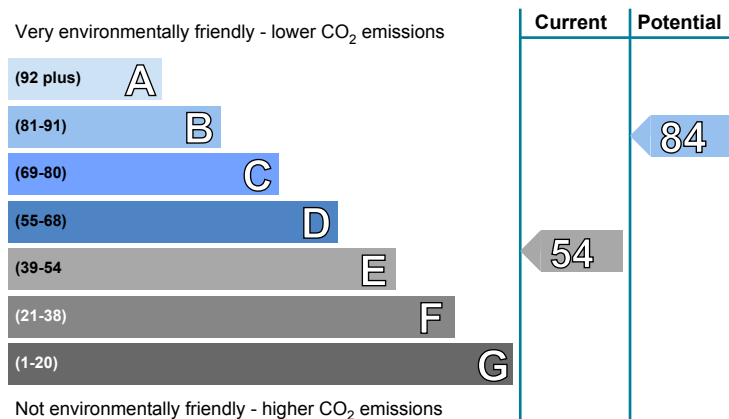 Very environmentally friendly - lower CO2 emissions
Current
Potential
(92 plus) A
(81-91) B
84
(69-80) C
(55-68) D
54
(39-54 E
(21-38) F
(1-20) G
Not environmentally friendly - higher CO2 emissions